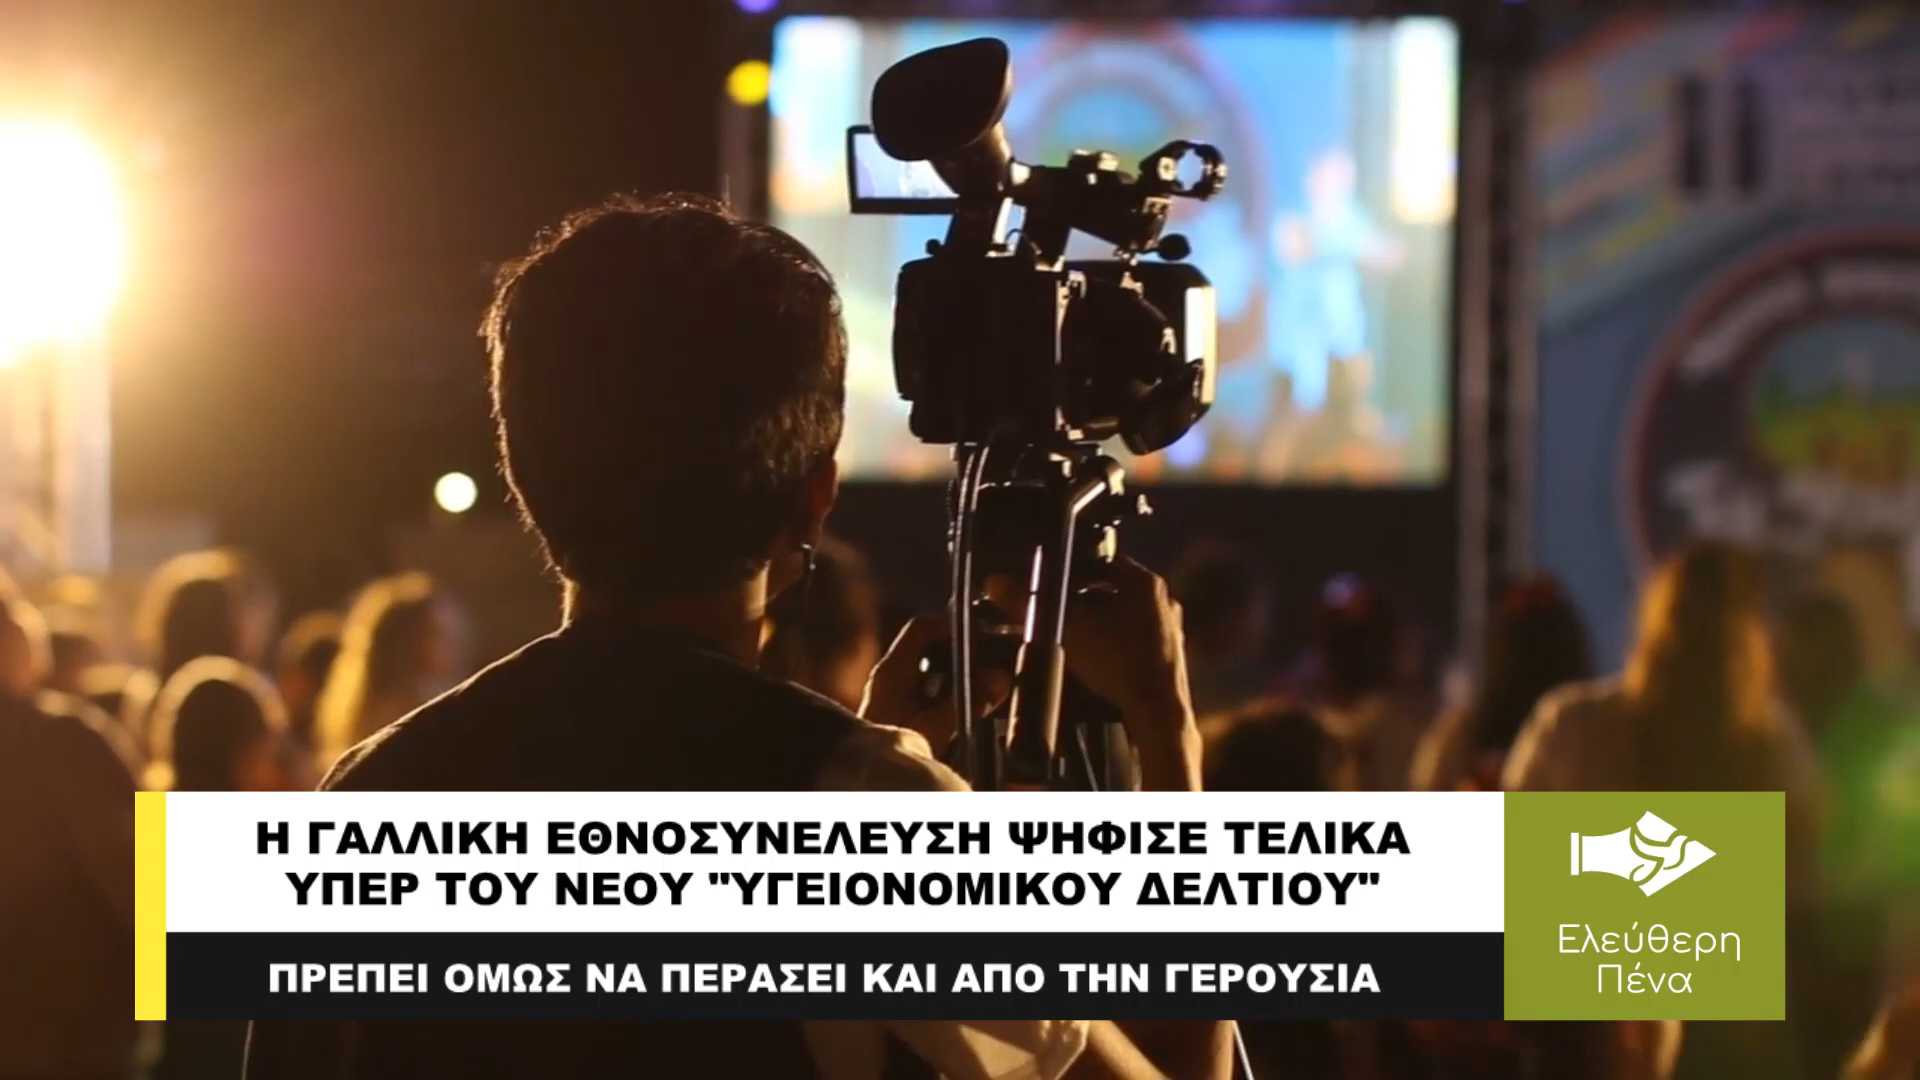 Η ΓΑΛΛΙΚΗ ΕΘΝΟΣΥΝΕΛΕΥΣΗ ΨΗΦΙΣΕ ΤΕΛΙΚΑ
ΥΠΕΡ ΤΟΥ ΝΕΟΥ "ΥΓΕΙΟΝΟΜΙΚΟΥ ΔΕΛΤΙΟΥ"
ΠΡΕΠΕΙ ΟΜΩΣ ΝΑ ΠΕΡΑΣΕΙ ΚΑΙ ΑΠΟ ΤΗΝ ΓΕΡΟΥΣΙΑ
Ελεύθερη
Πένα